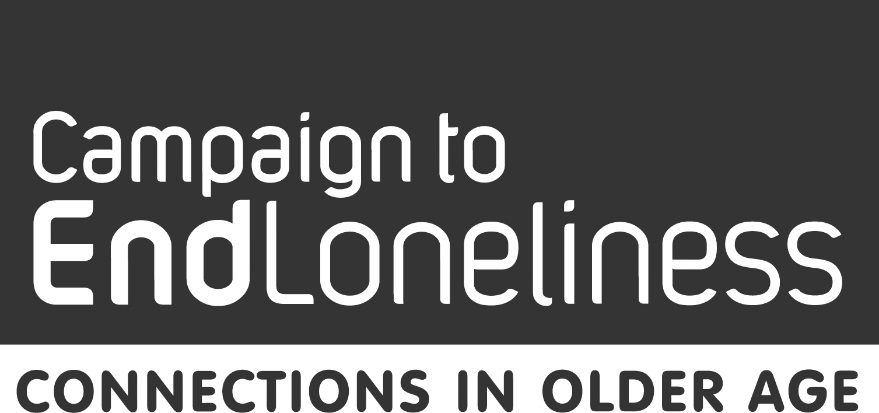 Campaign to
EndLoneliness
CONNECTIONS IN OLDER AGE